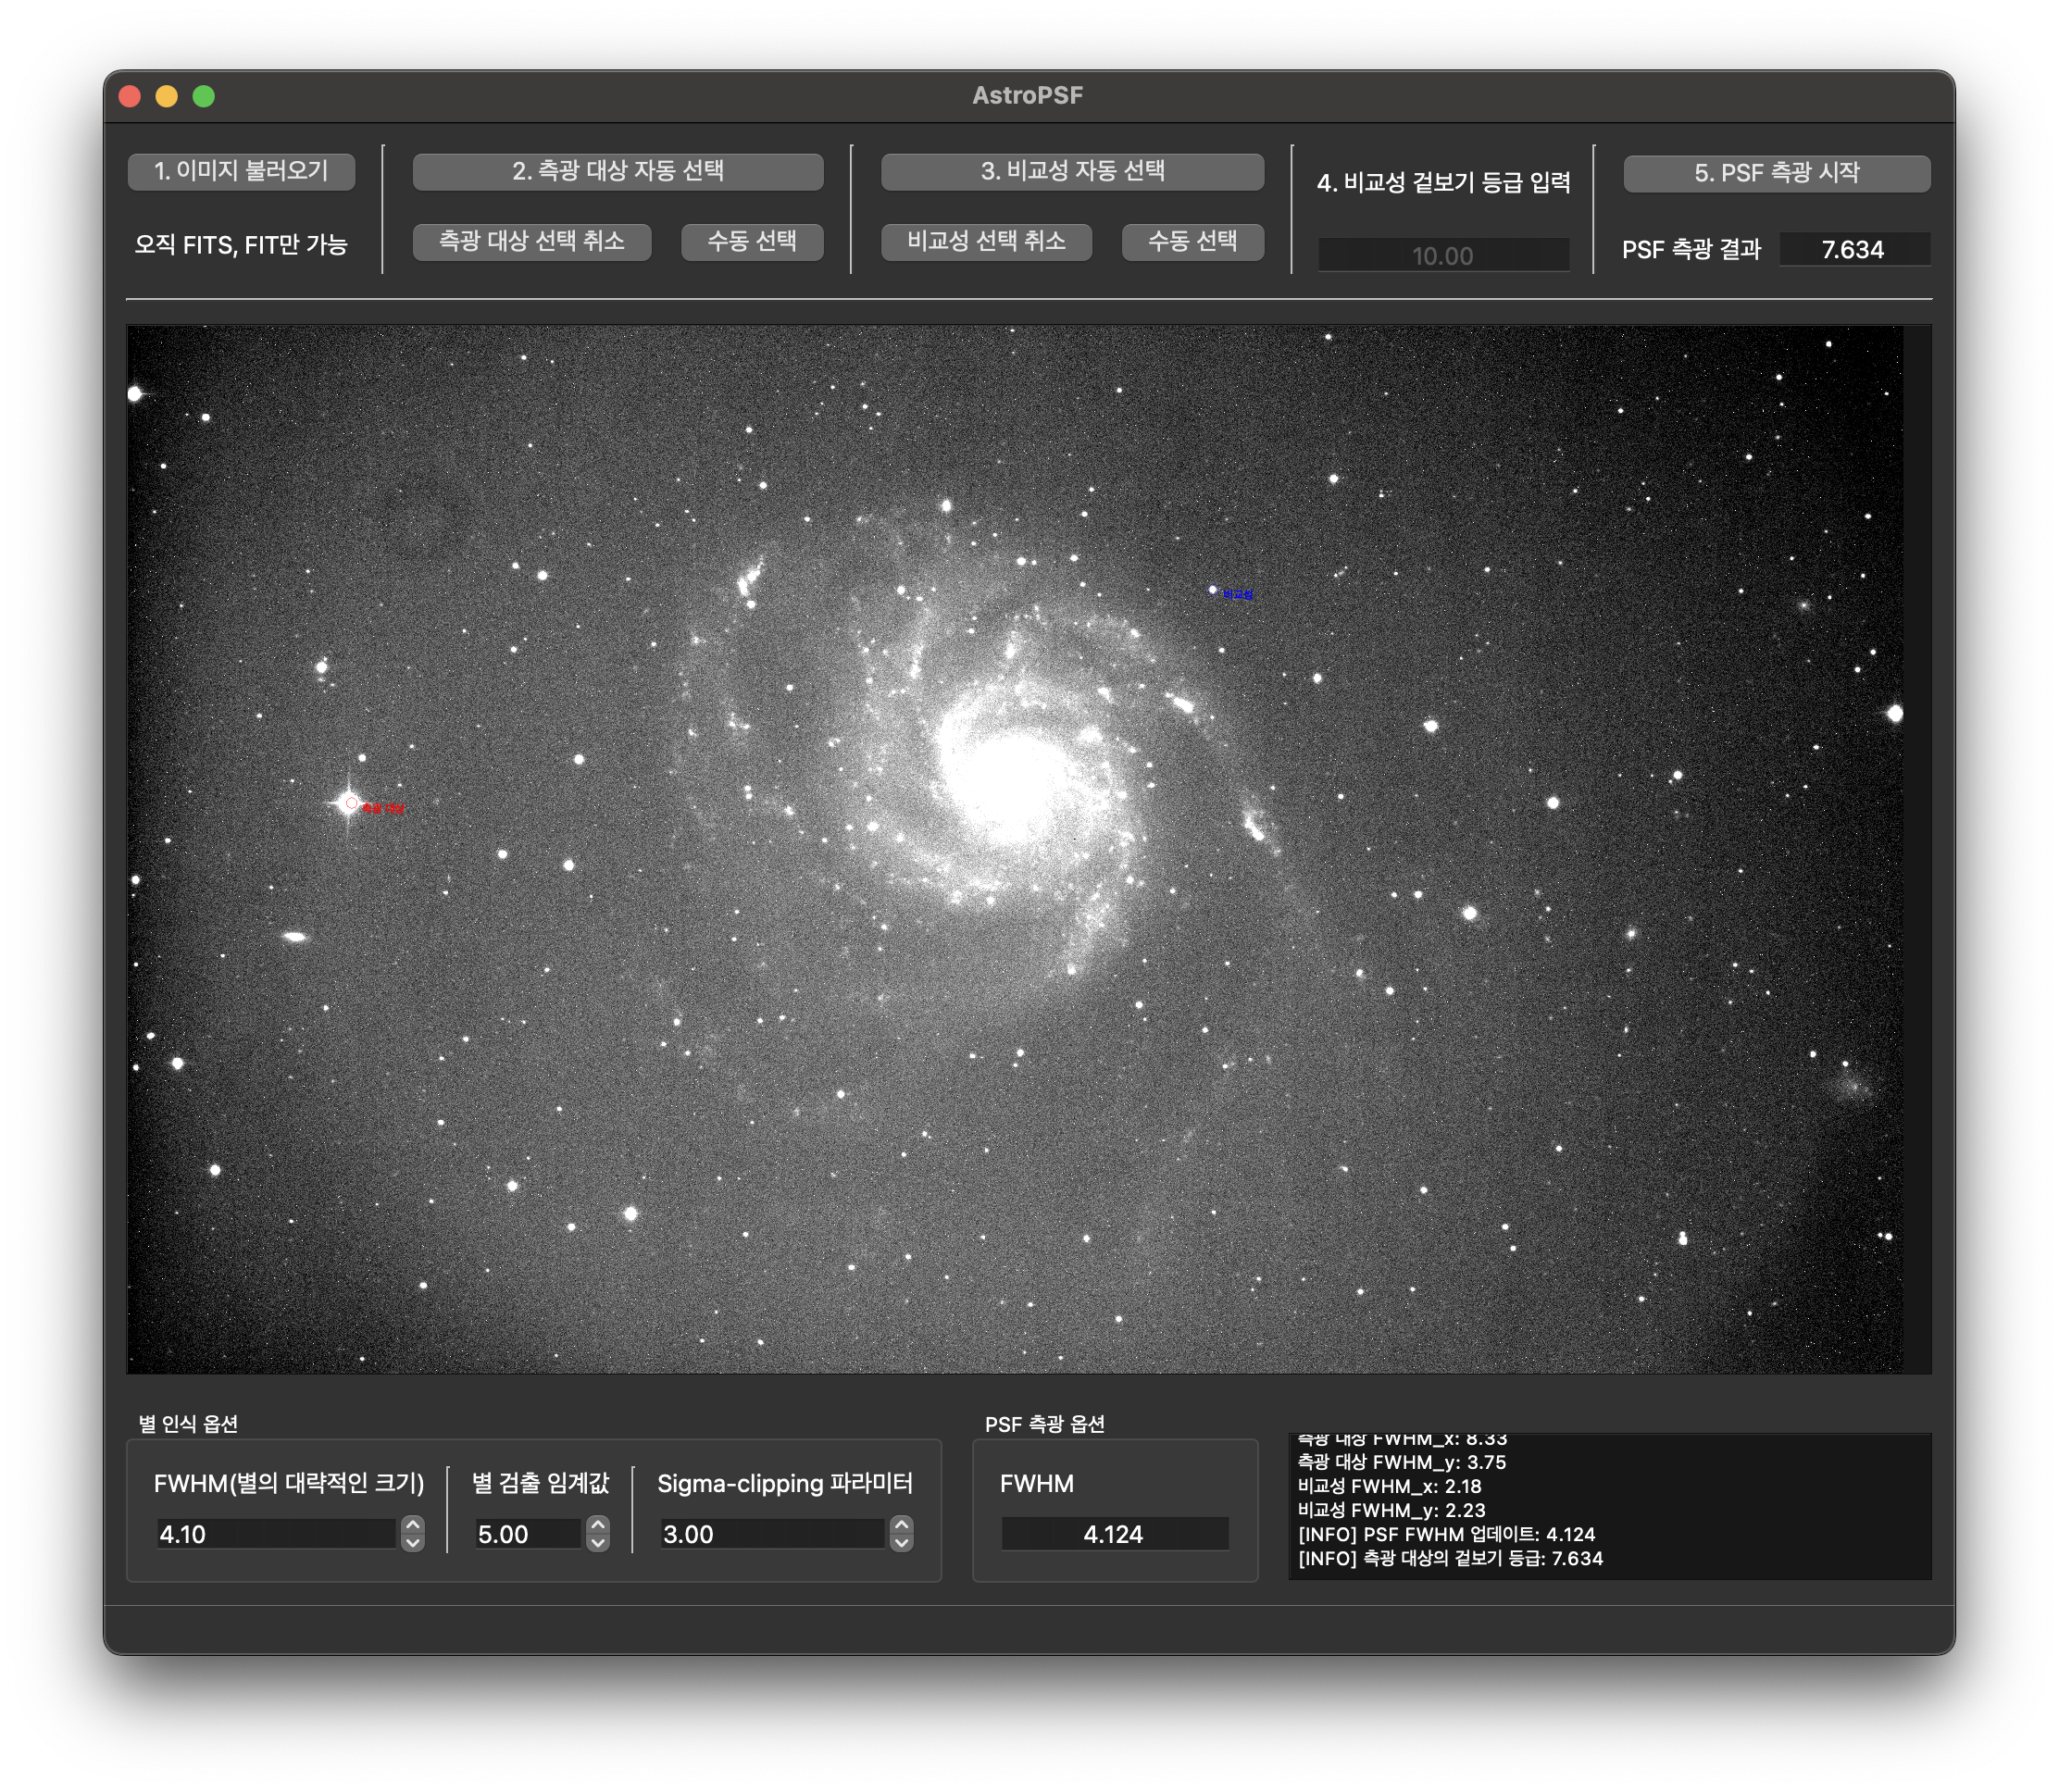 AstroPSF
1. 이미지 불러오기
2. 측광 대상 자동 선택
3. 비교성 자동 선택
4. 비교성 겉보기 등급 입력
5. PSF 측광 시작
오직 FITS, FIT만 가능
측광 대상 선택 취소
수동 선택
비교성 선택 취소
수동 선택
10.00
PSF 측광 결과
7.634
비교성
측광 대상
별 인식 옵션
FWHM(별의 대략적인 크기)
별 검출 임계값
Sigma-clipping 파라미터
4.10
5.00
3.00
PSF 측광 옵션
FWHM
4.124
측광 대상 FWHM_x: 8.33
측광 대상 FWHM_y: 3.75
비교성 FWHM_x: 2.18
비교성 FWHM_y: 2.23
[INFO] PSF FWHM 업데이트: 4.124
[INFO] 측광 대상의 겉보기 등급: 7.634